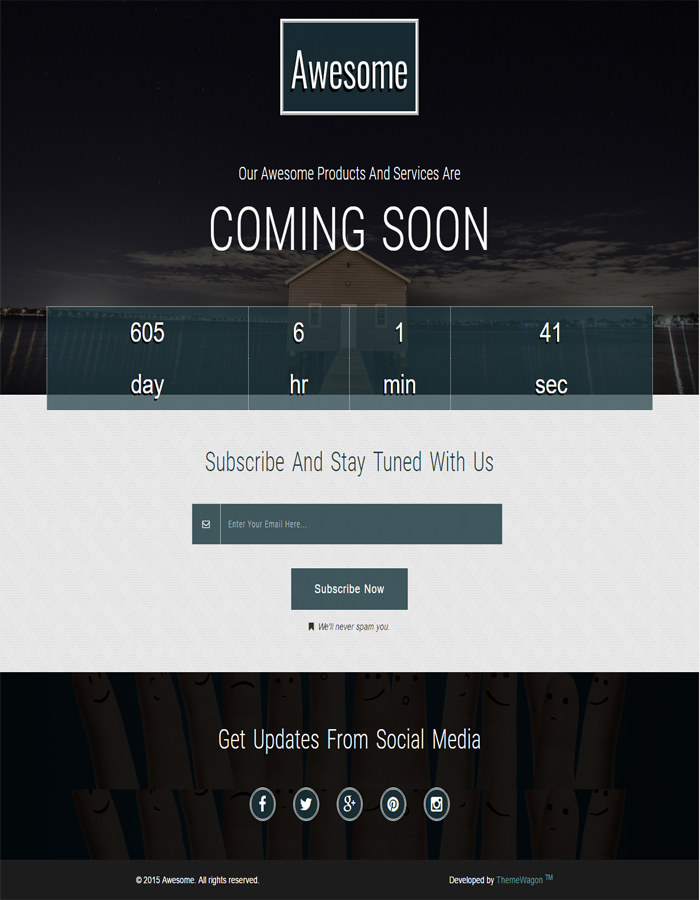 Awesome
Our Awesome Products And Services Are
COMING SOON
605 6 1 41
day hr min sec
Subscribe And Stay Tuned With Us
Enter Your Email Here...
Subscribe Now
We'll never spam you.
Get Updates From Social Media
© 2015 Awesome. All rights reserved. Developed by ThemeWagon TM